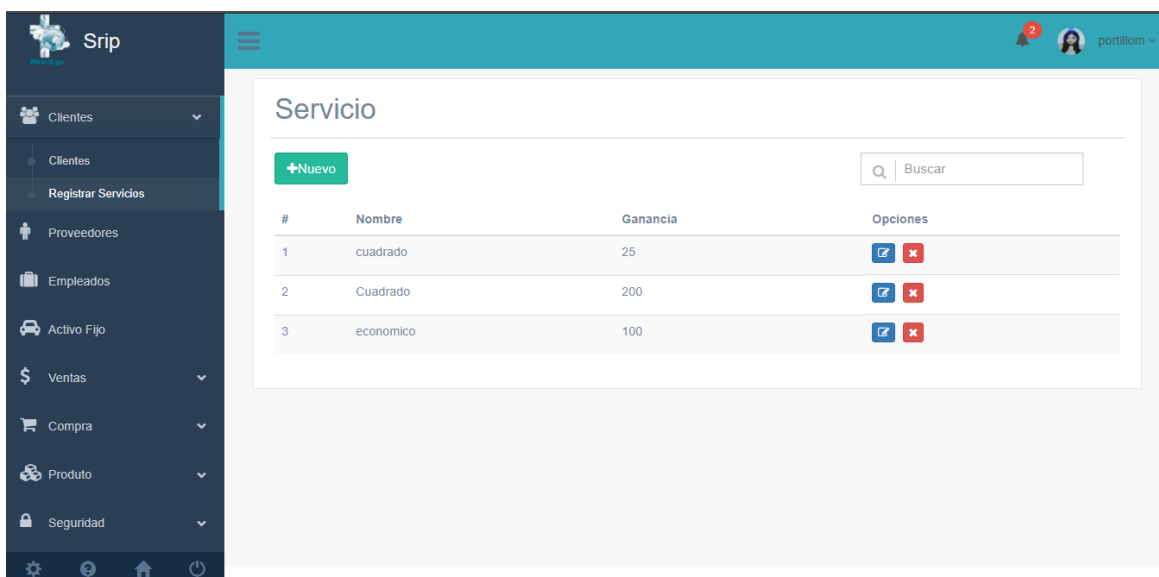 Srip
2
portillom
Clientes
Clientes
Registrar Servicios
Proveedores
Empleados
Activo Fijo
Ventas
Compra
Produto
Seguridad
Servicio
+Nuevo
Buscar
# Nombre Ganancia Opciones
1 cuadrado 25
2 Cuadrado 200
3 economico 100